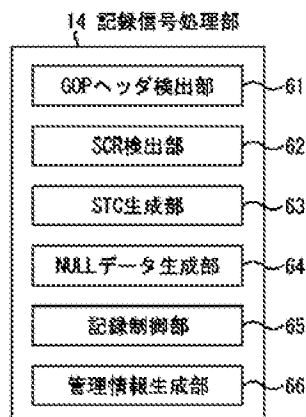 14 記録信号処理部
GOPヘッダ検出部 61
SCR検出部 62
STC生成部 63
NULLデータ生成部 64
記録制御部 65
管理情報生成部 66